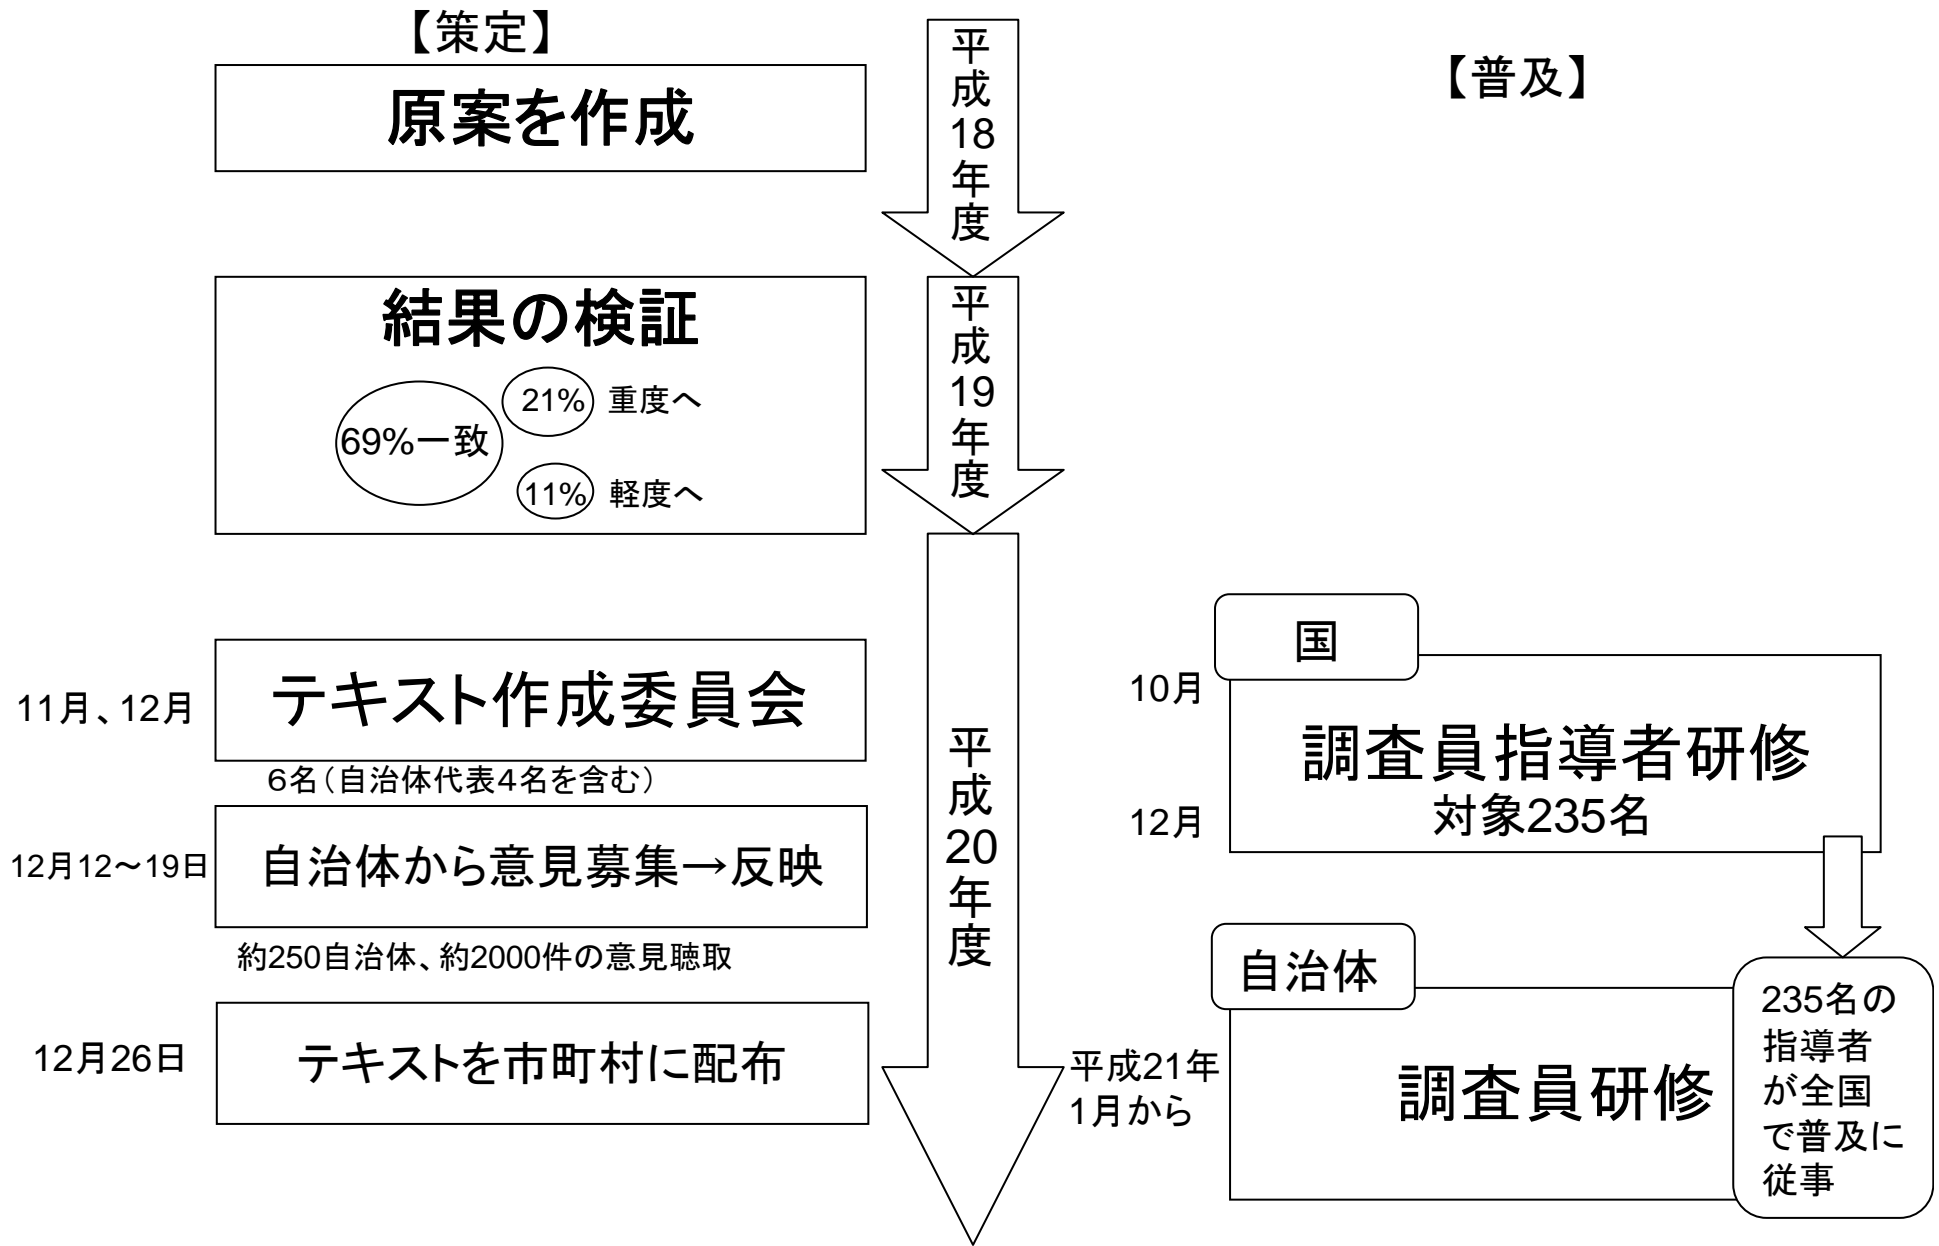 【策定】
原案を作成
平成18年度
【普及】
結果の検証
69%一致
21%
重度へ
11%
軽度へ
平成19年度
11月、12月
テキスト作成委員会
6名（自治体代表4名を含む）
12月12～19日
自治体から意見募集→反映
約250自治体、約2000件の意見聴取
12月26日
テキストを市町村に配布
平成20年度
国
10月
12月
調査員指導者研修
対象235名
自治体
平成21年
1月から
調査員研修
235名の
指導者
が全国
で普及に
従事